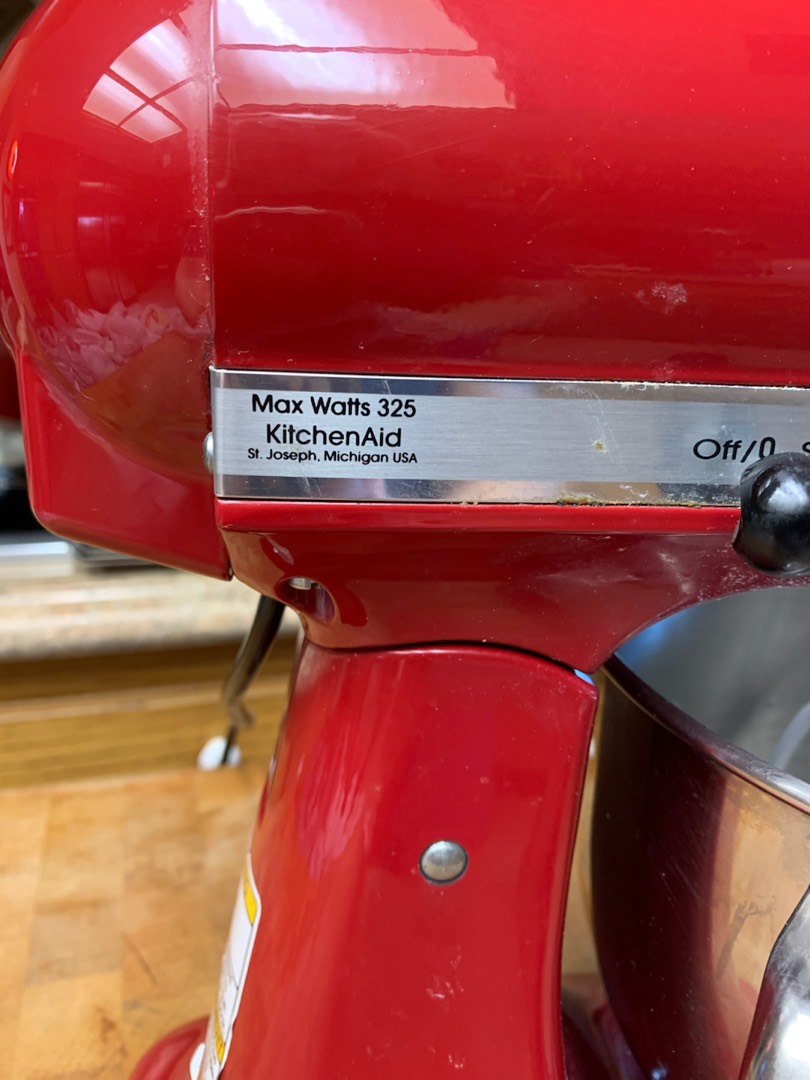 Max Watts 325
KitchenAid
St. Joseph, Michigan USA
Off/0 S